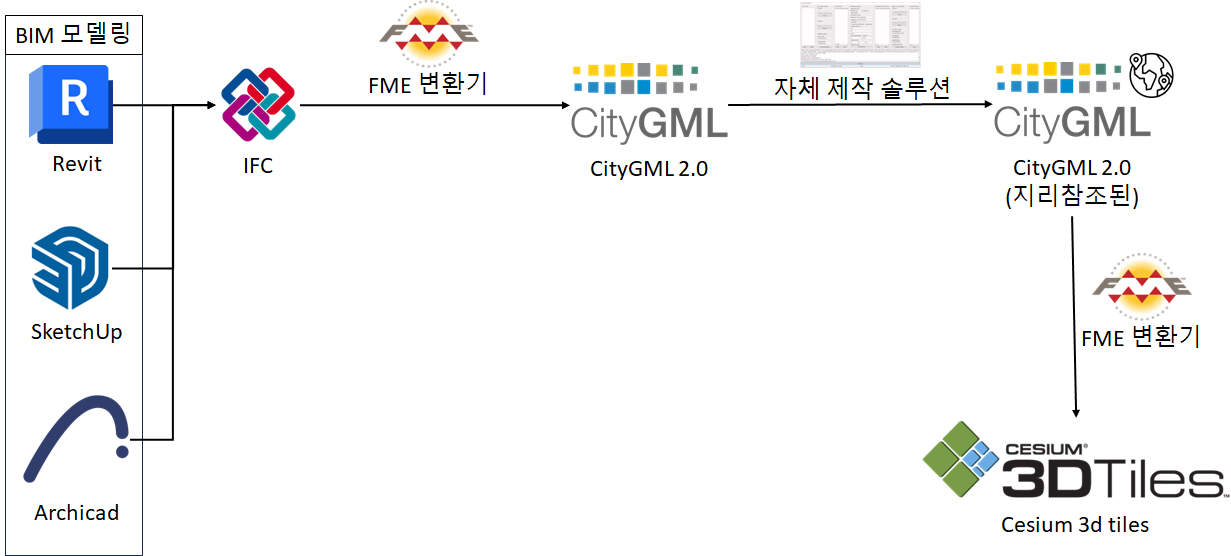 BIM 모델링
R
Revit
SketchUp
Archicad
IFC
FME
FME 변환기
CityGML
CityGML 2.0
자체 제작 솔루션
CityGML
CityGML 2.0
(지리참조된)
FME
FME 변환기
CESIUM®
3DTiles
Cesium 3d tiles